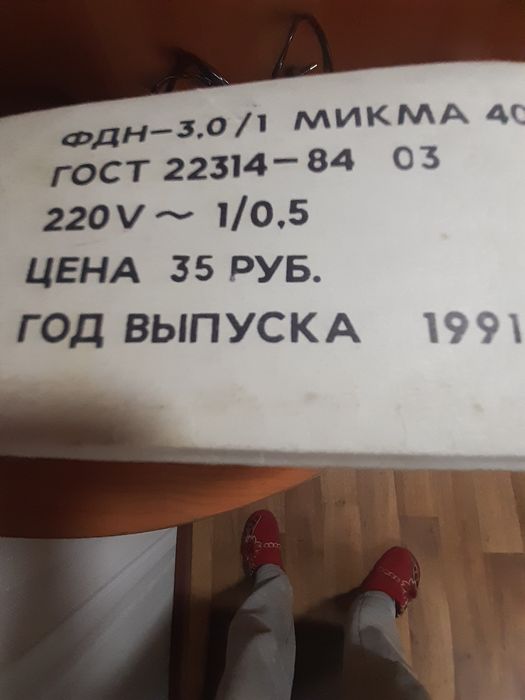 ФДН-3,0/1 МИКМА 40
ГОСТ 22314-84 03
220V ~ 1/0,5
ЦЕНА 35 РУБ.
ГОД ВЫПУСКА 1991